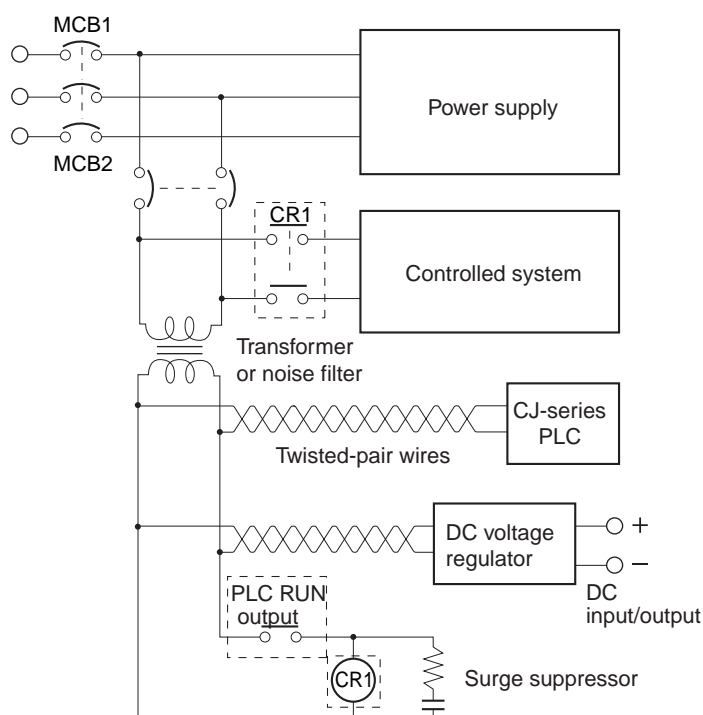 MCB1
Power supply
MCB2
CR1
Controlled system
Transformer
or noise filter
CJ-series
PLC
Twisted-pair wires
DC voltage
regulator
+
−
DC
input/output
PLC RUN
output
CR1
Surge suppressor